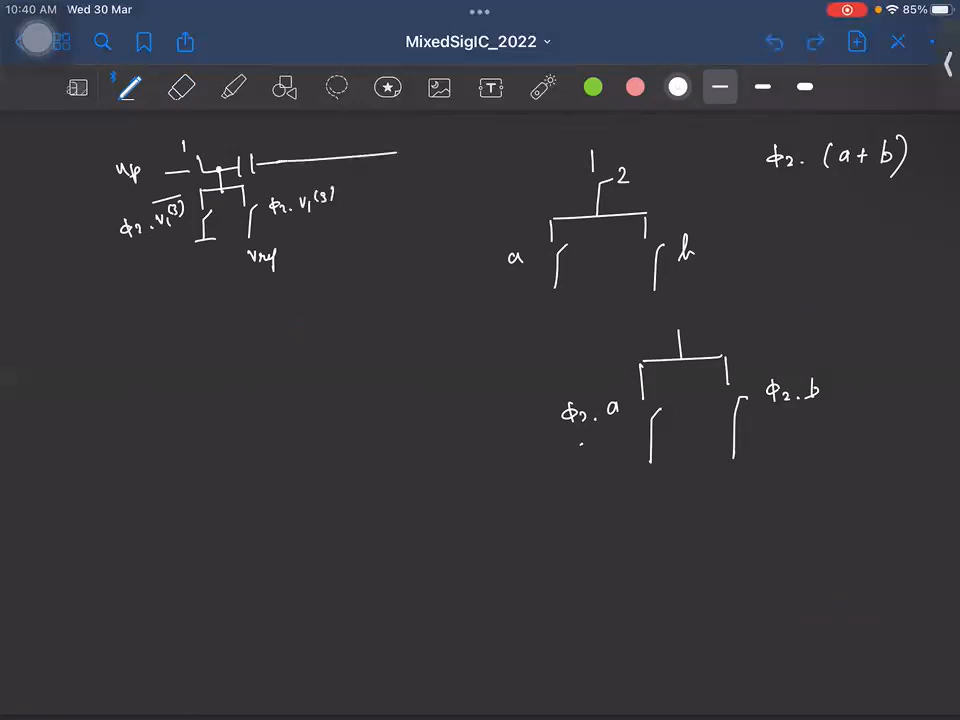 10:40 AM Wed 30 Mar
85%
MixedSigIC_2022
T
1
ϕ₂. (a + b)
2
ϕ₂. V₁⁽³⁾
ϕ₂. V₁⁽³⁾
a
b
Vref
ϕ₂. a
ϕ₂. b